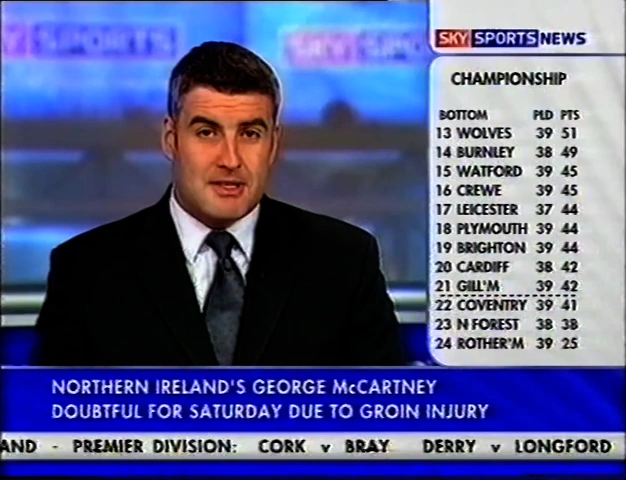 SKY SPORTS NEWS
SKY SPO
SPORTS
CHAMPIONSHIP
BOTTOM PLD PTS
13 WOLVES 39 51
14 BURNLEY 38 49
15 WATFORD 39 45
16 CREWE 39 45
17 LEICESTER 37 44
18 PLYMOUTH 39 44
19 BRIGHTON 39 44
20 CARDIFF 38 42
21 GILL'M 39 42
22 COVENTRY 39 41
23 N FOREST 38 38
24 ROTHER'M 39 25
NORTHERN IRELAND'S GEORGE McCARTNEY
DOUBTFUL FOR SATURDAY DUE TO GROIN INJURY
AND - PREMIER DIVISION: CORK v BRAY DERRY v LONGFORD